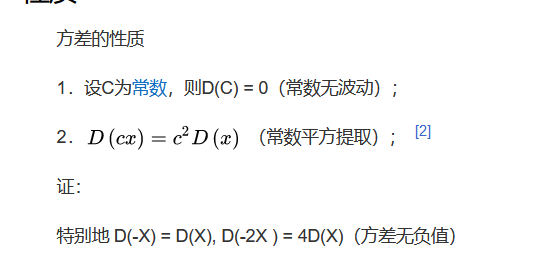 方差的性质
1．设C为常数，则D(C) = 0（常数无波动）；
2． D (cx) = c² D (x) （常数平方提取）； [2]
证：
特别地 D(-X) = D(X), D(-2X ) = 4D(X)（方差无负值）